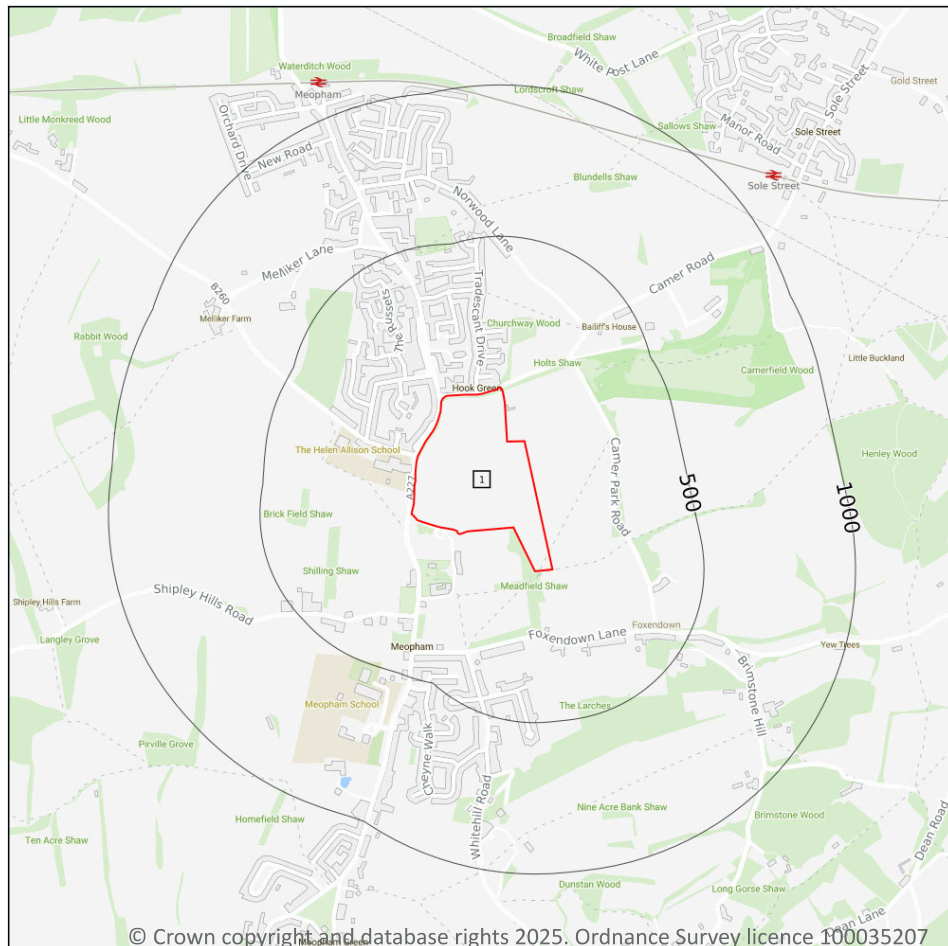 Broadfield Shaw
White Post Lane
Waterditch Wood
Gold Street
Meopham
Lordscroft Shaw
Sole Street
Little Monkreed Wood
Orchard Drive
Manor Road
Sallows Shaw
Sole Street
New Road
Blundells Shaw
Sole Street
Norwood Lane
Melliker Lane
Camer Road
B260
Tradescant Drive
The Russets
Melliker Farm
Churchway Wood
Bailiff's House
Rabbit Wood
Little Buckland
Holts Shaw
Camerfield Wood
Hook Green
The Helen Allison School
Camer Park Road
Henley Wood
A227
1
500
1000
Brick Field Shaw
Shilling Shaw
Meadfield Shaw
Shipley Hills Road
Shipley Hills Farm
Foxendown
Foxendown Lane
Langley Grove
Meopham
Yew Trees
Brimstone Hill
Meopham School
The Larches
Cheyne Walk
Pirville Grove
Whitehill Road
Nine Acre Bank Shaw
Homefield Shaw
Brimstone Wood
Ten Acre Shaw
Dean Road
Dunstan Wood
Long Gorse Shaw
Dean Lane
Meopham Green
© Crown copyright and database rights 2025. Ordnance Survey licence 100035207